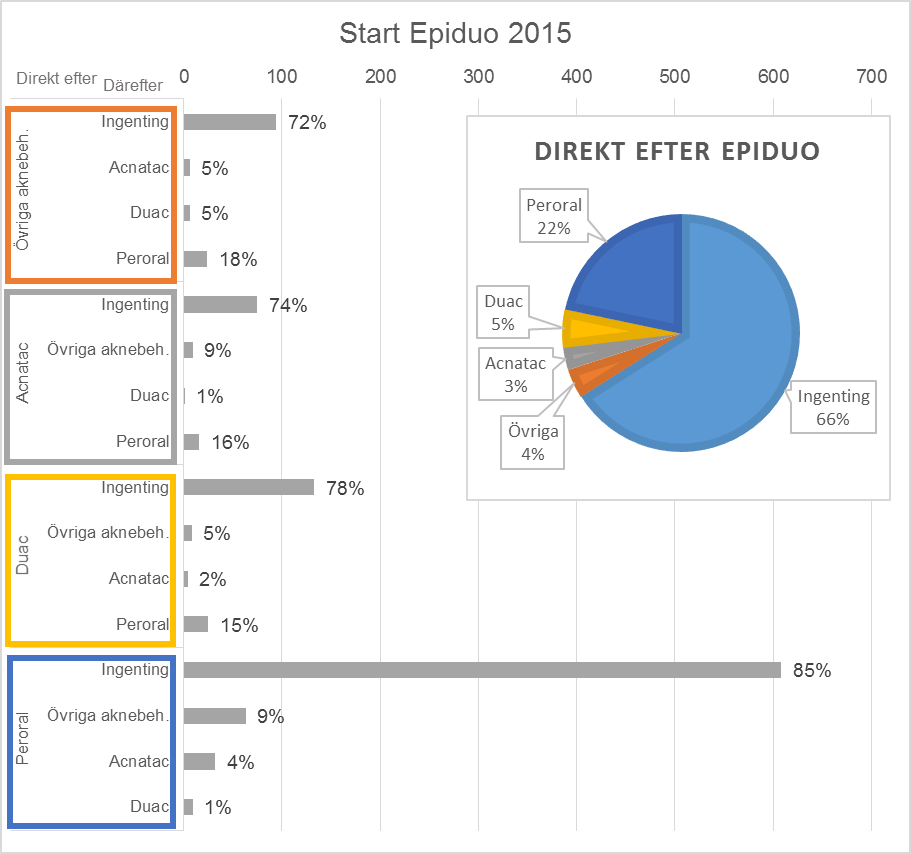 Start Epiduo 2015
Direkt efter Därefter
0 100 200 300 400 500 600 700
Övriga aknebeh.
Ingenting 72%
Acnatac 5%
Duac 5%
Peroral 18%
Acnatac
Ingenting 74%
Övriga aknebeh. 9%
Duac 1%
Peroral 16%
Duac
Ingenting 78%
Övriga aknebeh. 5%
Acnatac 2%
Peroral 15%
Peroral
Ingenting 85%
Övriga aknebeh. 9%
Acnatac 4%
Duac 1%
DIREKT EFTER EPIDUO
Peroral
22%
Duac
5%
Acnatac
3%
Övriga
4%
Ingenting
66%